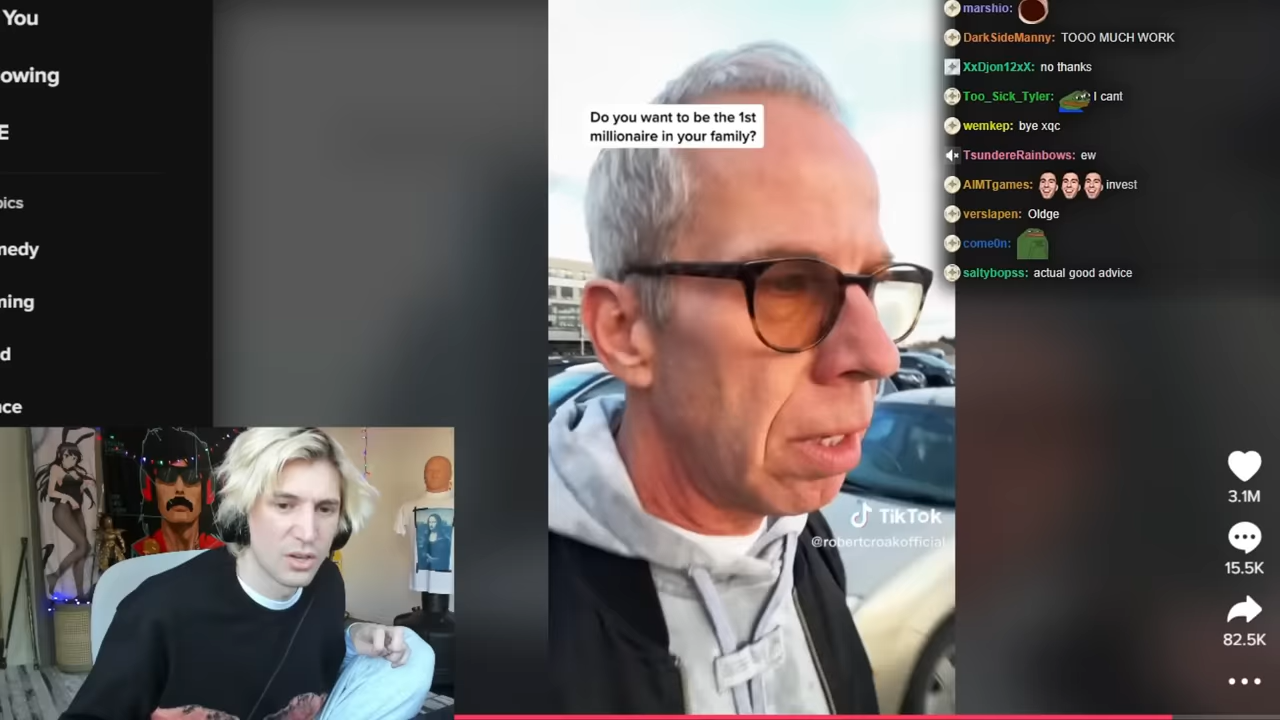 You
owing
E
pics
medy
ming
d
ce
Do you want to be the 1st
millionaire in your family?
TikTok
@robertcroakofficial
marshio:
DarkSideManny: TOOO MUCH WORK
XxDjon12xX: no thanks
Too_Sick_Tyler: I cant
wemkep: bye xqc
TsundereRainbows: ew
AIMTgames: invest
verslapen: Oldge
come0n:
saltybopss: actual good advice
3.1M
15.5K
82.5K